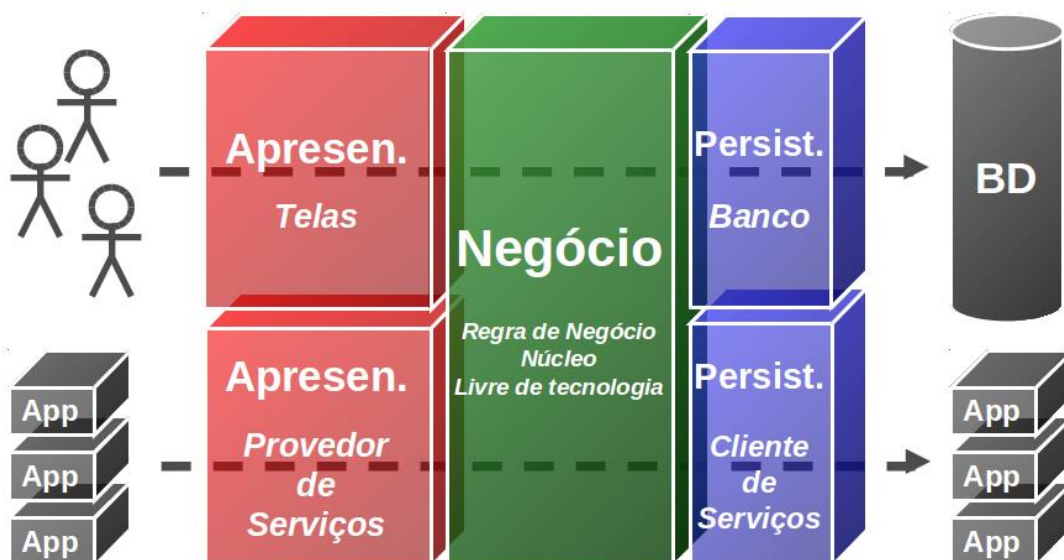 Apresen.
Telas
Negócio
Regra de Negócio
Núcleo
Livre de tecnologia
Persist.
Banco
BD
App
App
App
Apresen.
Provedor
de
Serviços
Persist.
Cliente
de
Serviços
App
App
App